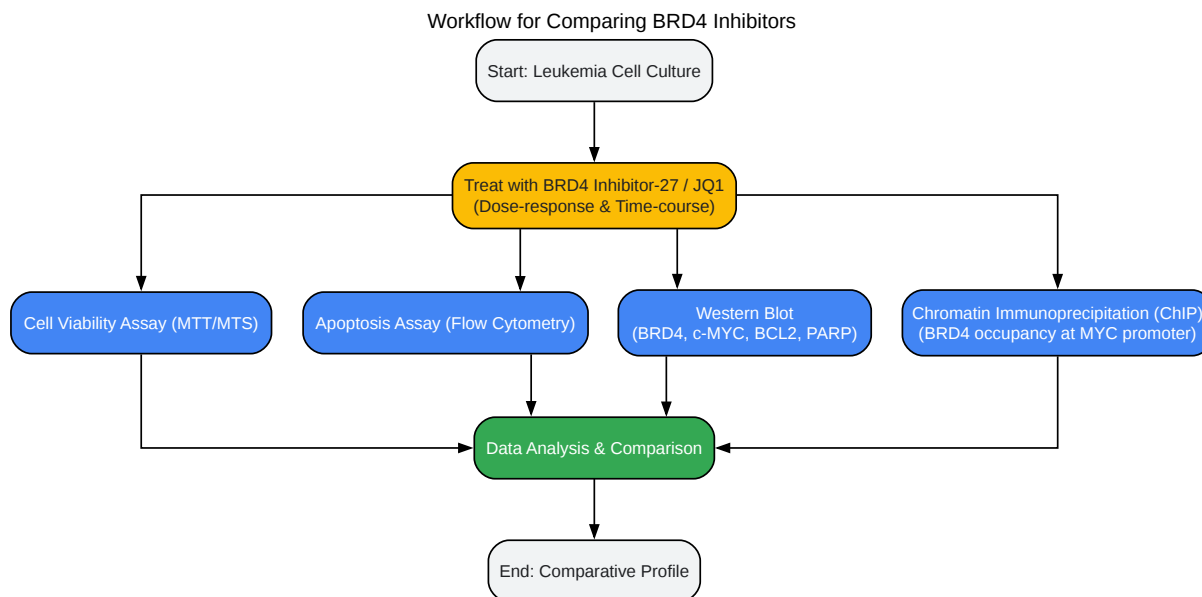 Workflow for Comparing BRD4 Inhibitors
Start: Leukemia Cell Culture
Treat with BRD4 Inhibitor-27 / JQ1
(Dose-response & Time-course)
Cell Viability Assay (MTT/MTS)
Apoptosis Assay (Flow Cytometry)
Western Blot
(BRD4, c-MYC, BCL2, PARP)
Chromatin Immunoprecipitation (ChIP)
(BRD4 occupancy at MYC promoter)
Data Analysis & Comparison
End: Comparative Profile